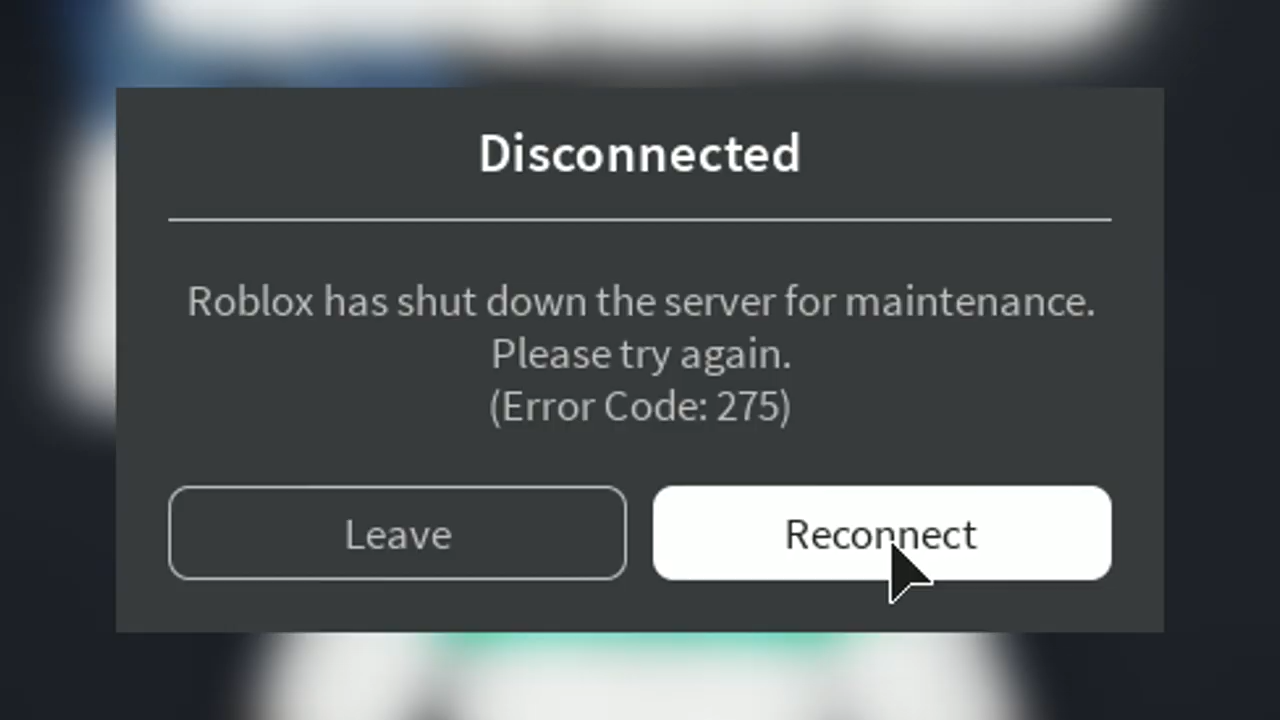 Disconnected
Roblox has shut down the server for maintenance.
Please try again.
(Error Code: 275)
Leave
Reconnect